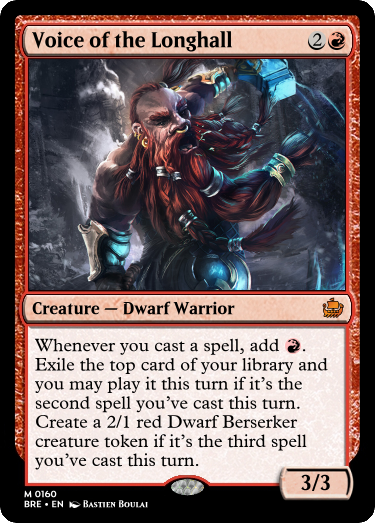 Voice of the Longhall 2
Creature — Dwarf Warrior
Whenever you cast a spell, add .
Exile the top card of your library and
you may play it this turn if it's the
second spell you've cast this turn.
Create a 2/1 red Dwarf Berserker
creature token if it's the third spell
you've cast this turn.
3/3
M 0160
BRE • EN Bastien Boulai